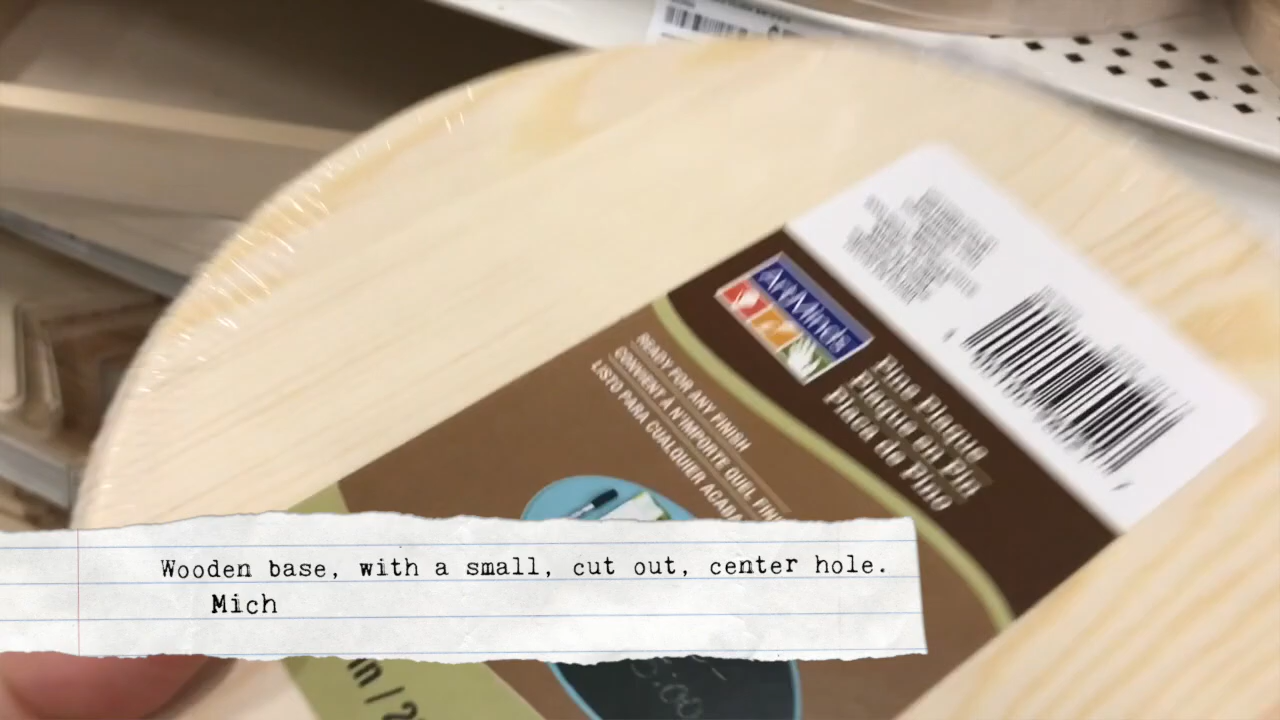 ArtMinds
Pine Plaque
Plaque en Pin
Placa de Pino
READY FOR ANY FINISH
CONVIENT À N'IMPORTE QUEL FINI
LISTO PARA CUALQUIER
Wooden base, with a small, cut out, center hole.
Mich